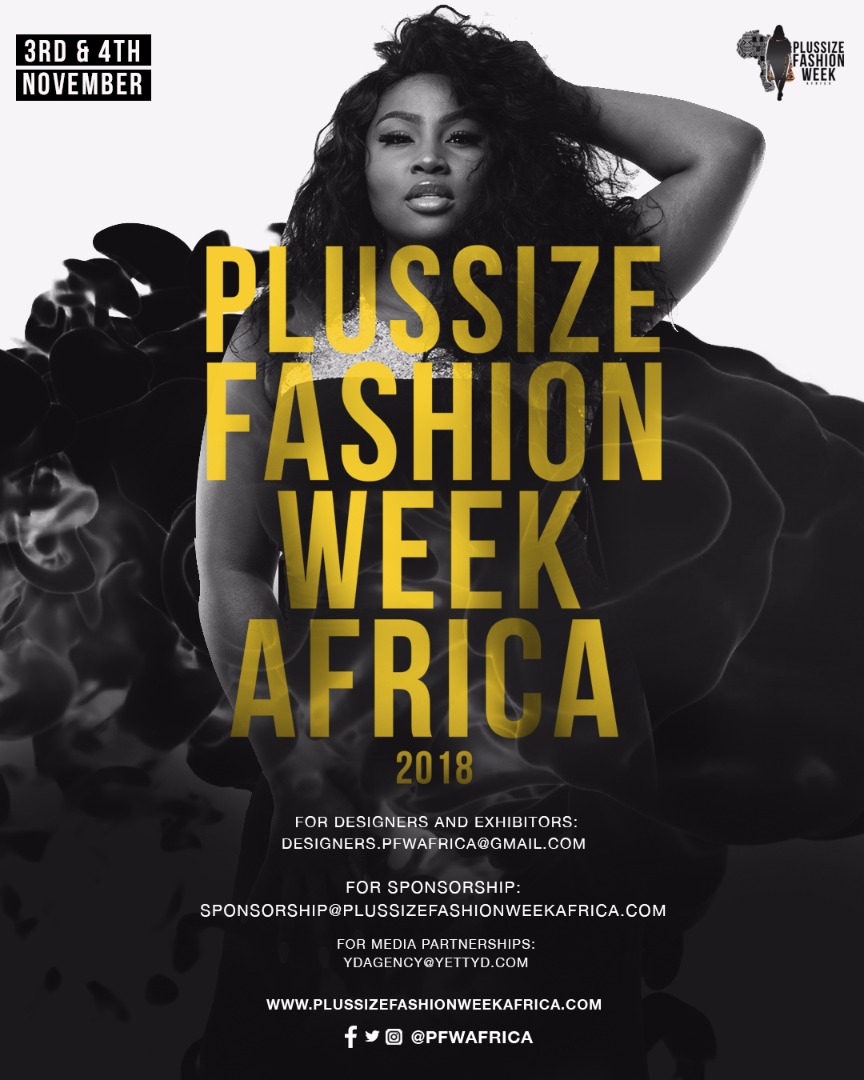 3RD & 4TH
NOVEMBER
PLUSSIZE
FASHION
WEEK
AFRICA
PLUSSIZE
FASHION
WEEK
AFRICA
2018
FOR DESIGNERS AND EXHIBITORS:
DESIGNERS.PFWAFRICA@GMAIL.COM
FOR SPONSORSHIP:
SPONSORSHIP@PLUSSIZEFASHIONWEEKAFRICA.COM
FOR MEDIA PARTNERSHIPS:
YDAGENCY@YETTYD.COM
WWW.PLUSSIZEFASHIONWEEKAFRICA.COM
@PFWAFRICA